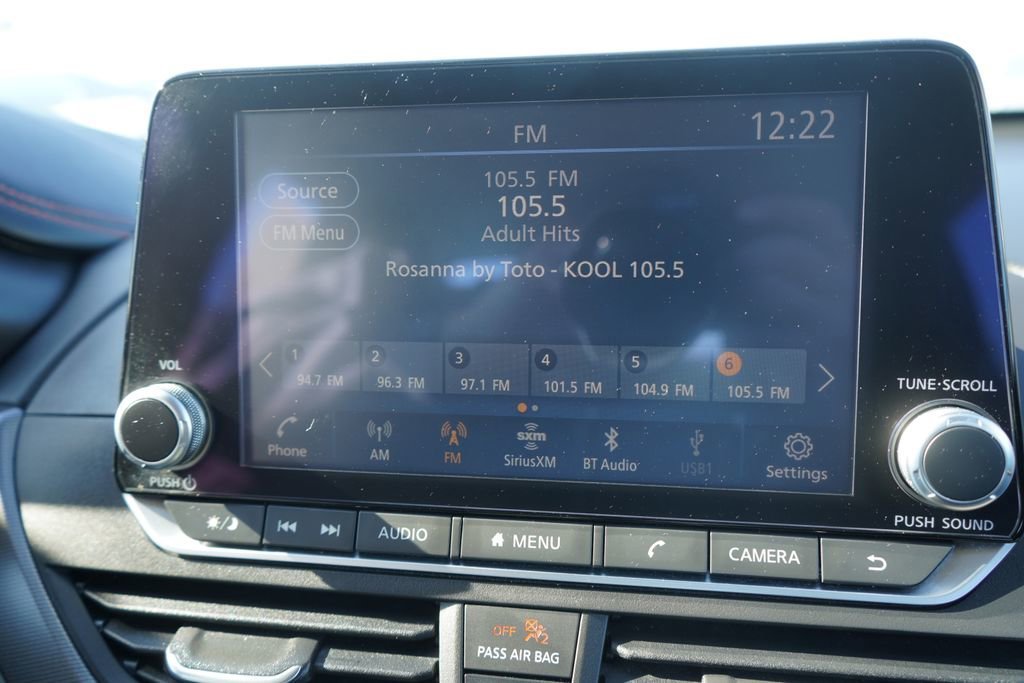 FM
12:22
Source
105.5 FM
105.5
FM Menu
Adult Hits
Rosanna by Toto - KOOL 105.5
1 2 3 4 5 6
94.7 FM 96.3 FM 97.1 FM 101.5 FM 104.9 FM 105.5 FM
VOL
TUNE·SCROLL
Phone AM FM sxm SiriusXM BT Audio USB1 Settings
PUSH
PUSH SOUND
AUDIO MENU CAMERA
OFF 2
PASS AIR BAG